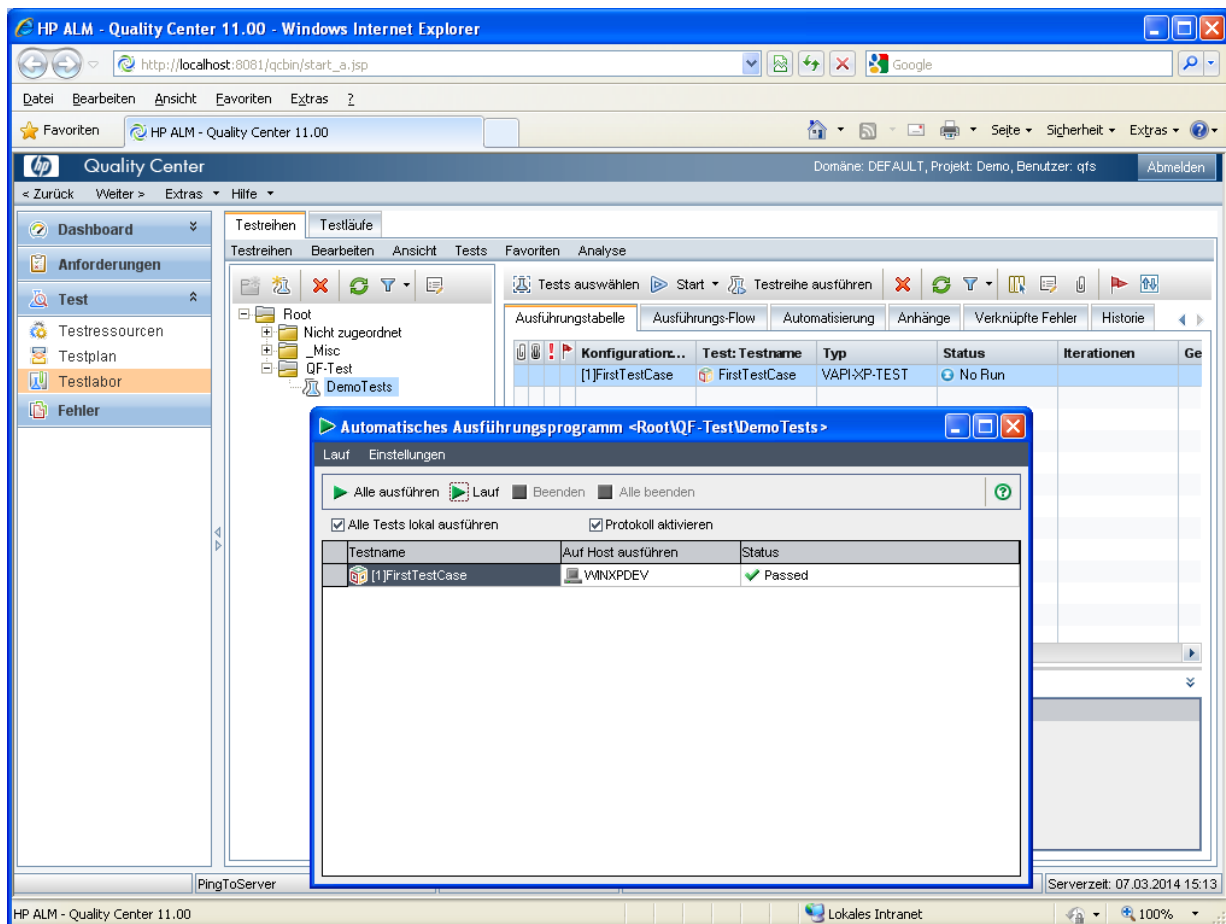 HP ALM - Quality Center 11.00 - Windows Internet Explorer
http://localhost:8081/qcbin/start_a.jsp
Google
Datei Bearbeiten Ansicht Favoriten Extras ?
Favoriten HP ALM - Quality Center 11.00 Seite Sicherheit Extras
hp Quality Center Domäne: DEFAULT, Projekt: Demo, Benutzer: qfs Abmelden
< Zurück Weiter > Extras Hilfe
Dashboard
Anforderungen
Test
Testressourcen
Testplan
Testlabor
Fehler
Testreihen Testläufe
Testreihen Bearbeiten Ansicht Tests Favoriten Analyse
Root
Nicht zugeordnet
_Misc
QF-Test
DemoTests
Tests auswählen Start Testreihe ausführen
Ausführungstabelle Ausführungs-Flow Automatisierung Anhänge Verknüpfte Fehler Historie
Konfiguration:... Test: Testname Typ Status Iterationen Ge
[1]FirstTestCase FirstTestCase VAPI-XP-TEST No Run
Automatisches Ausführungsprogramm <Root\QF-Test\DemoTests>
Lauf Einstellungen
Alle ausführen Lauf Beenden Alle beenden
Alle Tests lokal ausführen Protokoll aktivieren
Testname Auf Host ausführen Status
[1]FirstTestCase WINXPDEV Passed
PingToServer Serverzeit: 07.03.2014 15:13
HP ALM - Quality Center 11.00 Lokales Intranet 100%